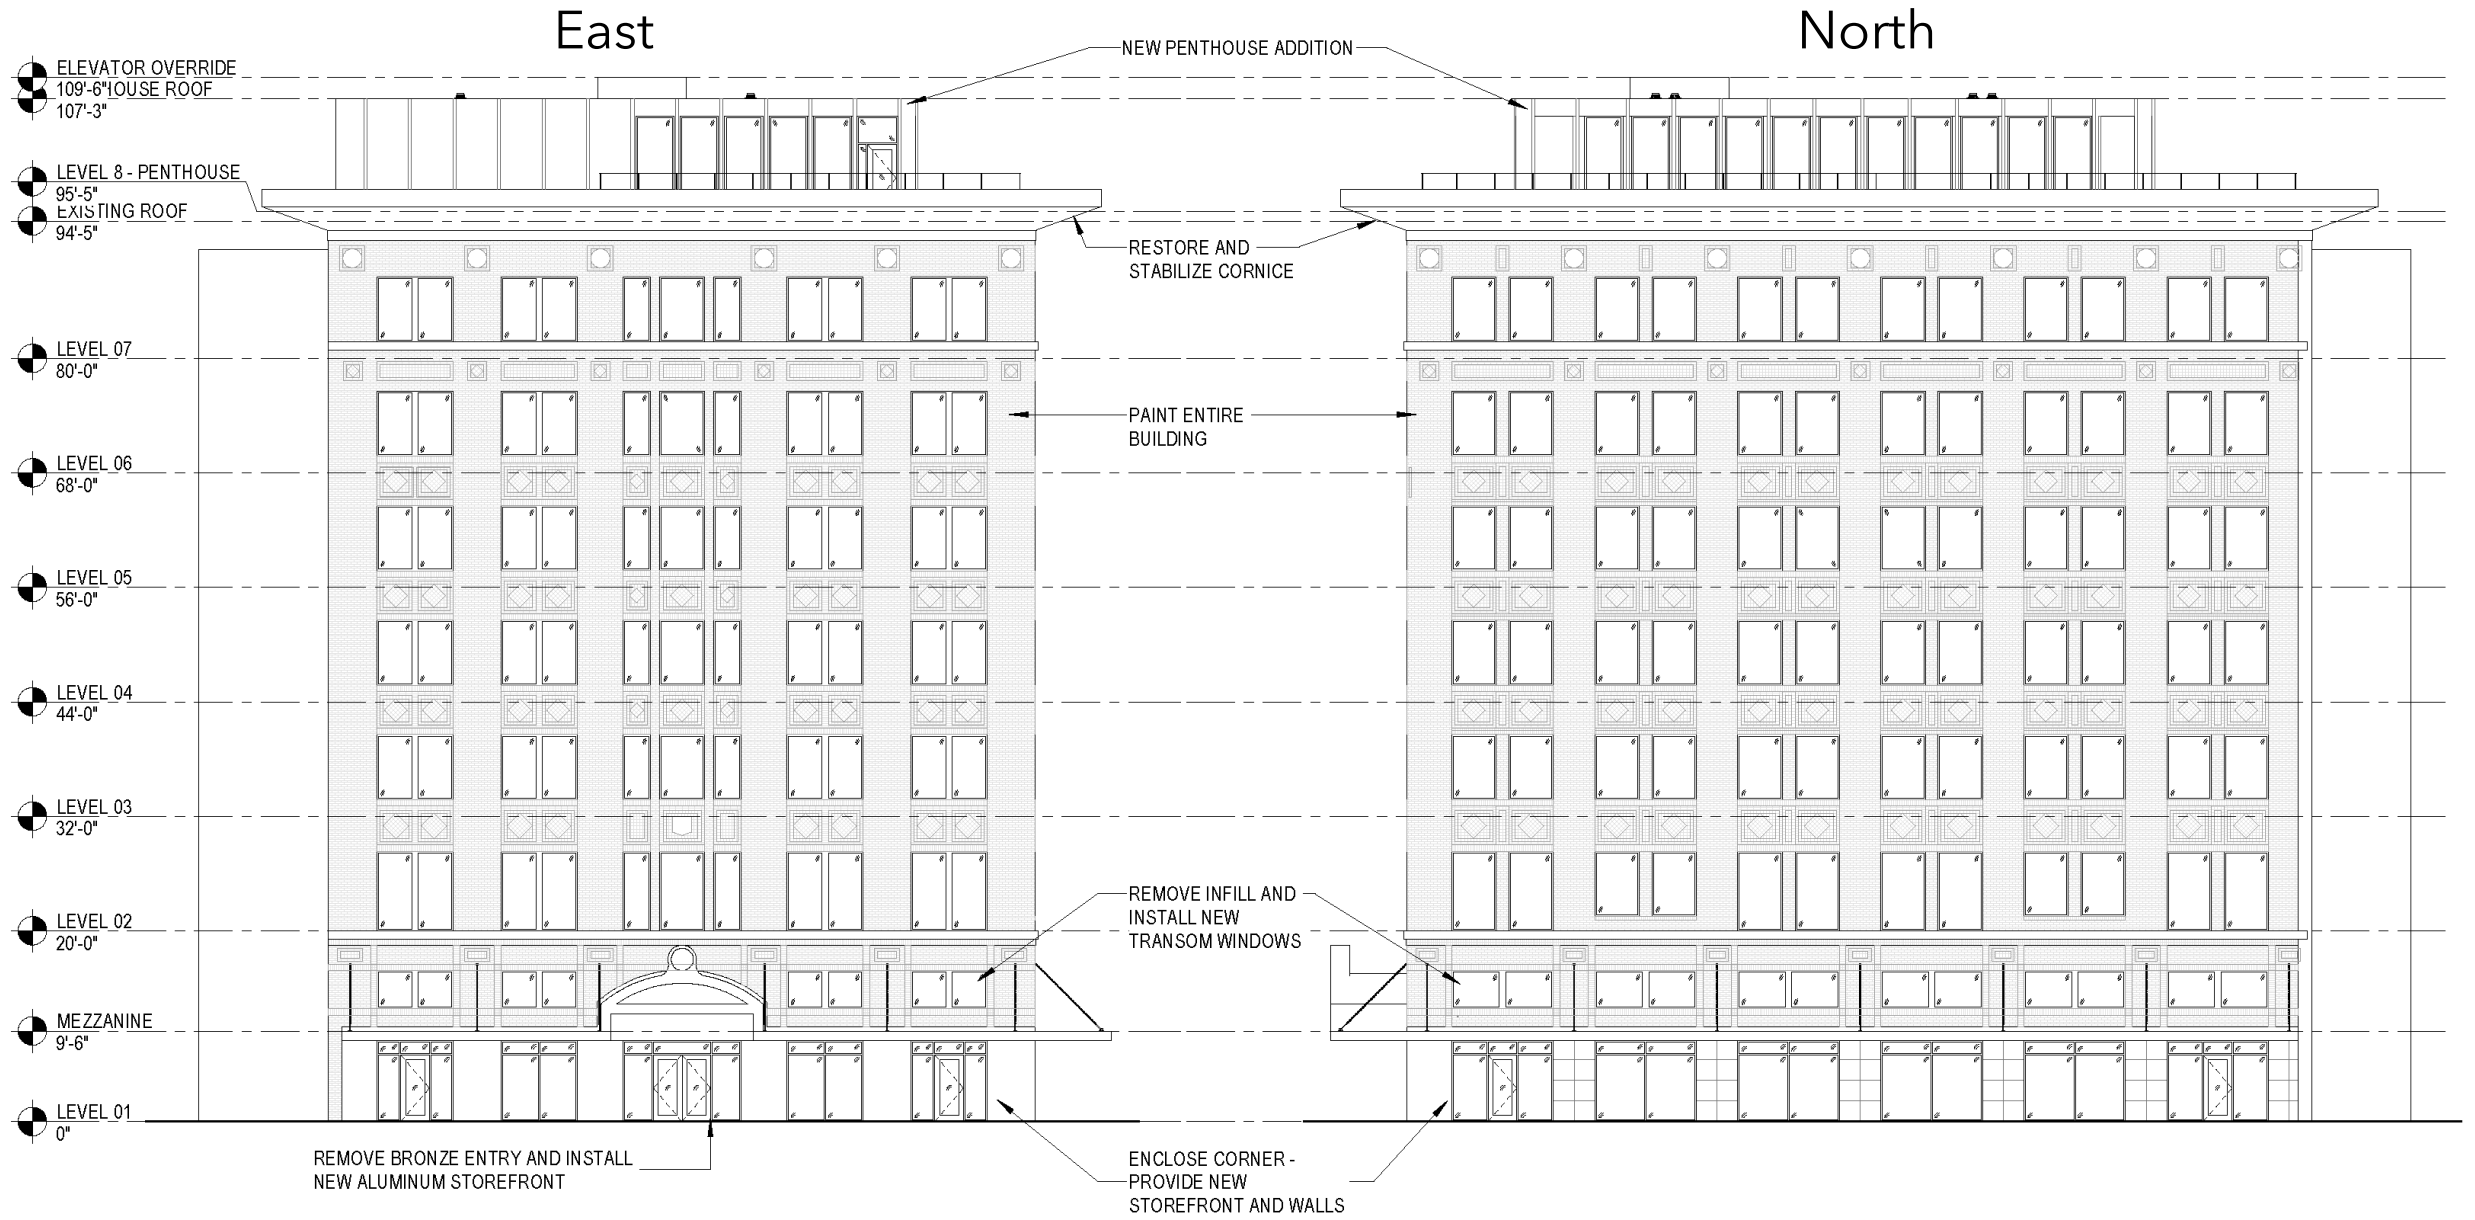 East
North
NEW PENTHOUSE ADDITION
ELEVATOR OVERRIDE
109'-6" HOUSE ROOF
107'-3"
LEVEL 8 - PENTHOUSE
95'-5"
EXISTING ROOF
94'-5"
RESTORE AND
STABILIZE CORNICE
LEVEL 07
80'-0"
PAINT ENTIRE
BUILDING
LEVEL 06
68'-0"
LEVEL 05
56'-0"
LEVEL 04
44'-0"
LEVEL 03
32'-0"
REMOVE INFILL AND
INSTALL NEW
TRANSOM WINDOWS
LEVEL 02
20'-0"
MEZZANINE
9'-6"
LEVEL 01
0"
REMOVE BRONZE ENTRY AND INSTALL
NEW ALUMINUM STOREFRONT
ENCLOSE CORNER -
PROVIDE NEW
STOREFRONT AND WALLS